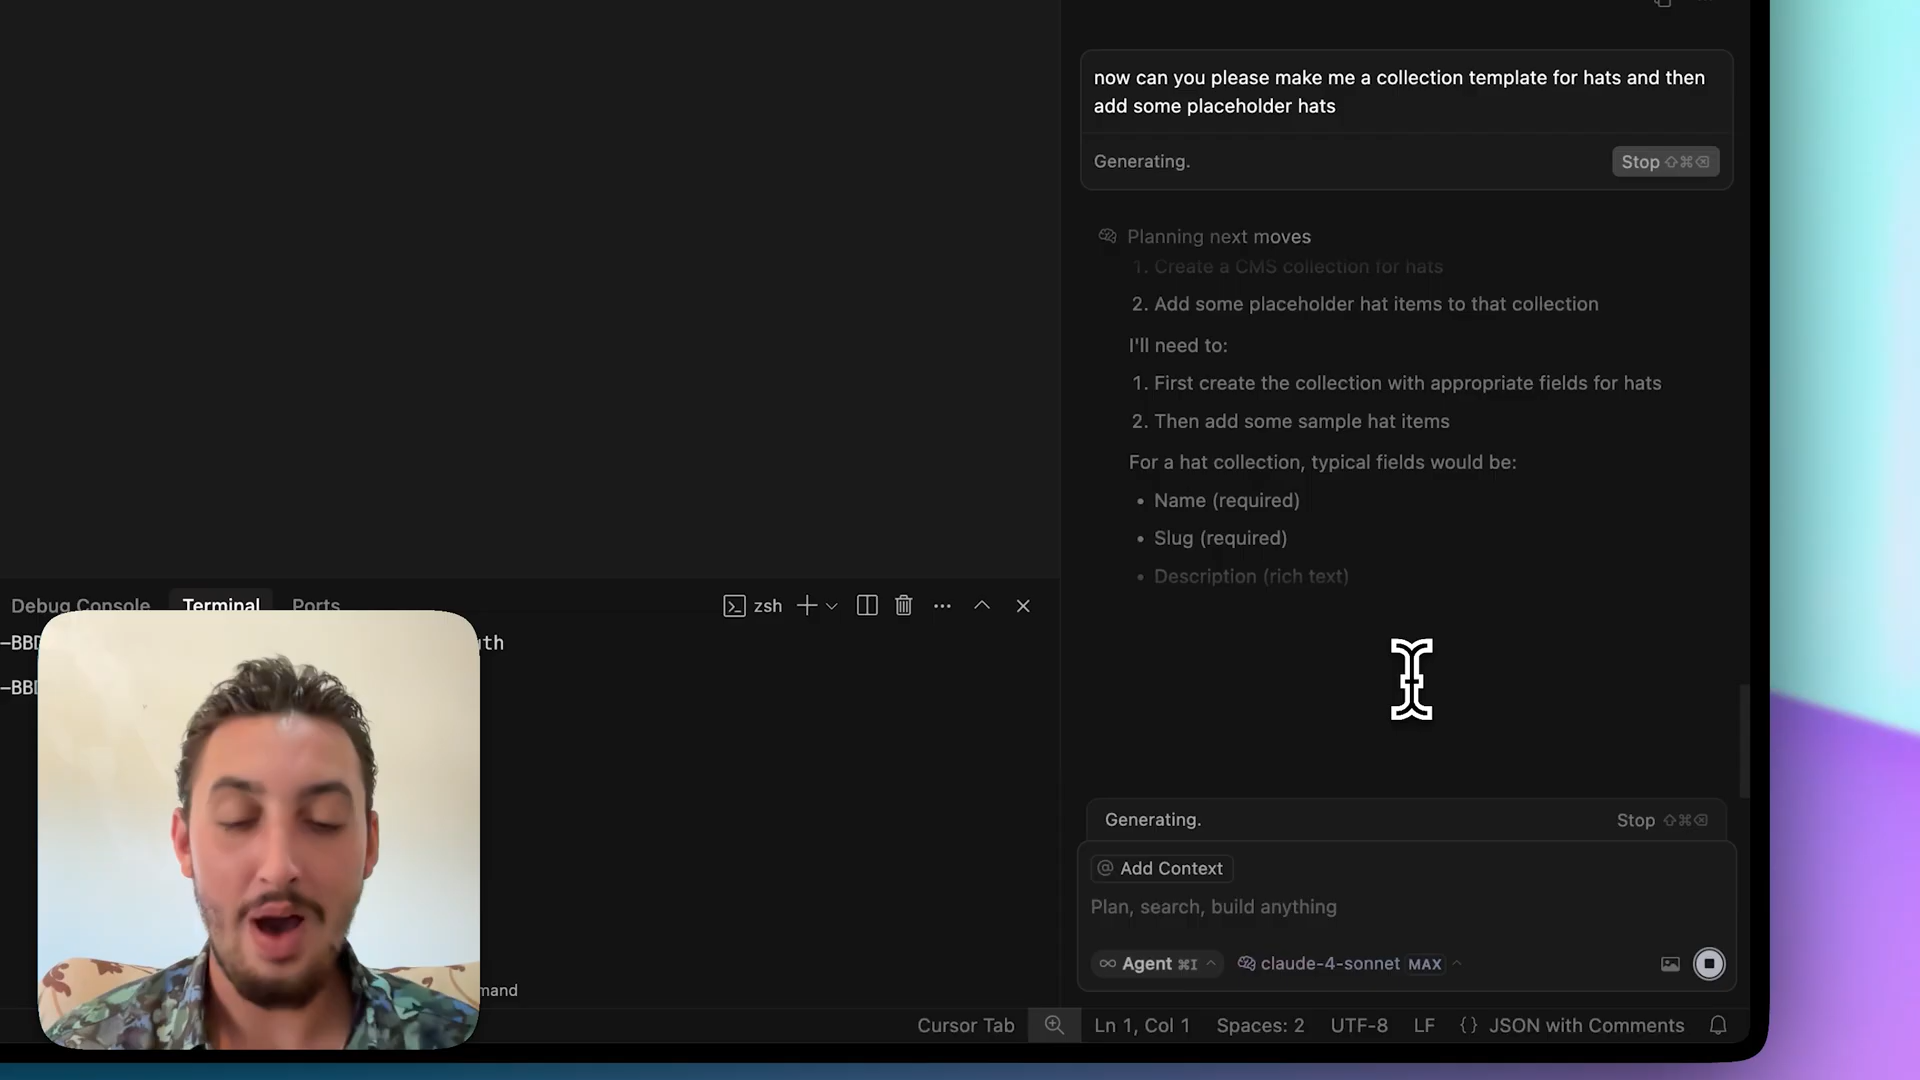 now can you please make me a collection template for hats and then
add some placeholder hats
Generating.
Stop ⇧⌘⌫
Planning next moves
1. Create a CMS collection for hats
2. Add some placeholder hat items to that collection
I'll need to:
1. First create the collection with appropriate fields for hats
2. Then add some sample hat items
For a hat collection, typical fields would be:
• Name (required)
• Slug (required)
• Description (rich text)
Debug Console Terminal Ports
zsh
Generating.
Stop ⇧⌘⌫
@ Add Context
Plan, search, build anything
∞ Agent ⌘I
claude-4-sonnet MAX
Cursor Tab
Ln 1, Col 1
Spaces: 2
UTF-8
LF
{} JSON with Comments